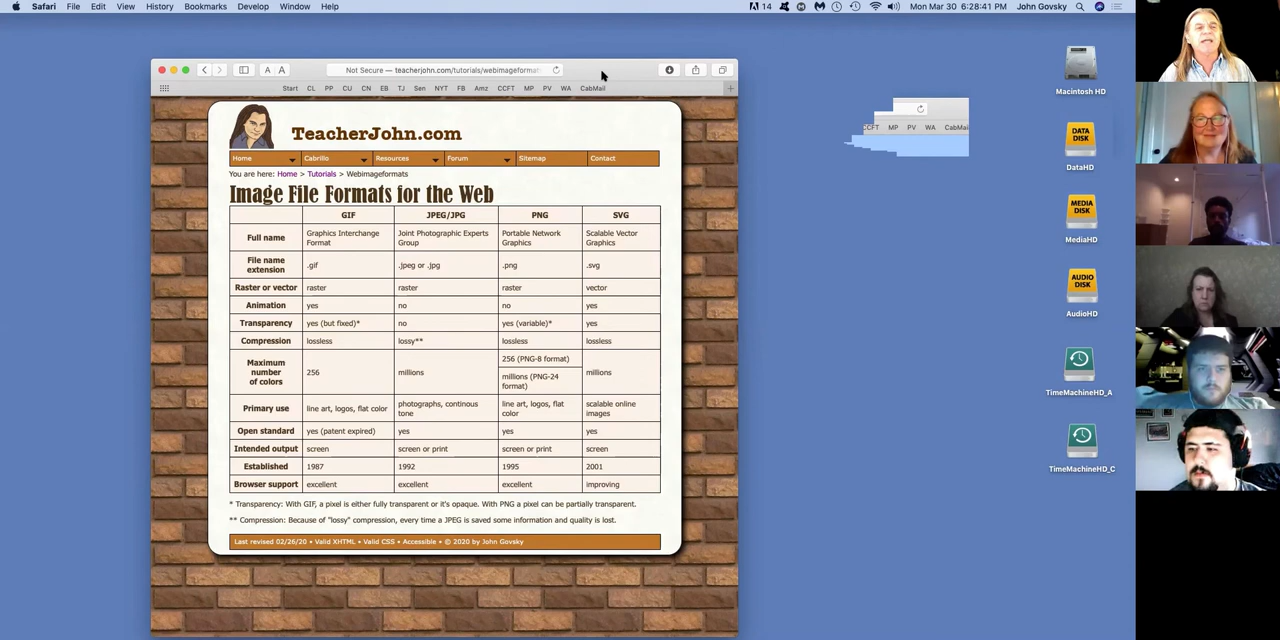 Safari File Edit View History Bookmarks Develop Window Help
14 Mon Mar 30 6:28:41 PM John Govsky
A A Not Secure — teacherjohn.com/tutorials/webimageformat
Start CL PP CU CN EB TJ Sen NYT FB Amz CCFT MP PV WA CabMail +
TeacherJohn.com
Home Cabrillo Resources Forum Sitemap Contact
You are here: Home > Tutorials > Webimageformats
Image File Formats for the Web
GIF JPEG/JPG PNG SVG
Full name Graphics Interchange Format Joint Photographic Experts Group Portable Network Graphics Scalable Vector Graphics
File name extension .gif .jpeg or .jpg .png .svg
Raster or vector raster raster raster vector
Animation yes no no yes
Transparency yes (but fixed)* no yes (variable)* yes
Compression lossless lossy** lossless lossless
Maximum number of colors 256 millions 256 (PNG-8 format) millions (PNG-24 format) millions
Primary use line art, logos, flat color photographs, continous tone line art, logos, flat color scalable online images
Open standard yes (patent expired) yes yes yes
Intended output screen screen or print screen or print screen
Established 1987 1992 1995 2001
Browser support excellent excellent excellent improving
* Transparency: With GIF, a pixel is either fully transparent or it's opaque. With PNG a pixel can be partially transparent.
** Compression: Because of "lossy" compression, every time a JPEG is saved some information and quality is lost.
Last revised 02/26/20 • Valid XHTML • Valid CSS • Accessible • © 2020 by John Govsky
CCFT MP PV WA CabMai
Macintosh HD
DATA DISK
DataHD
MEDIA DISK
MediaHD
AUDIO DISK
AudioHD
TimeMachineHD_A
TimeMachineHD_C